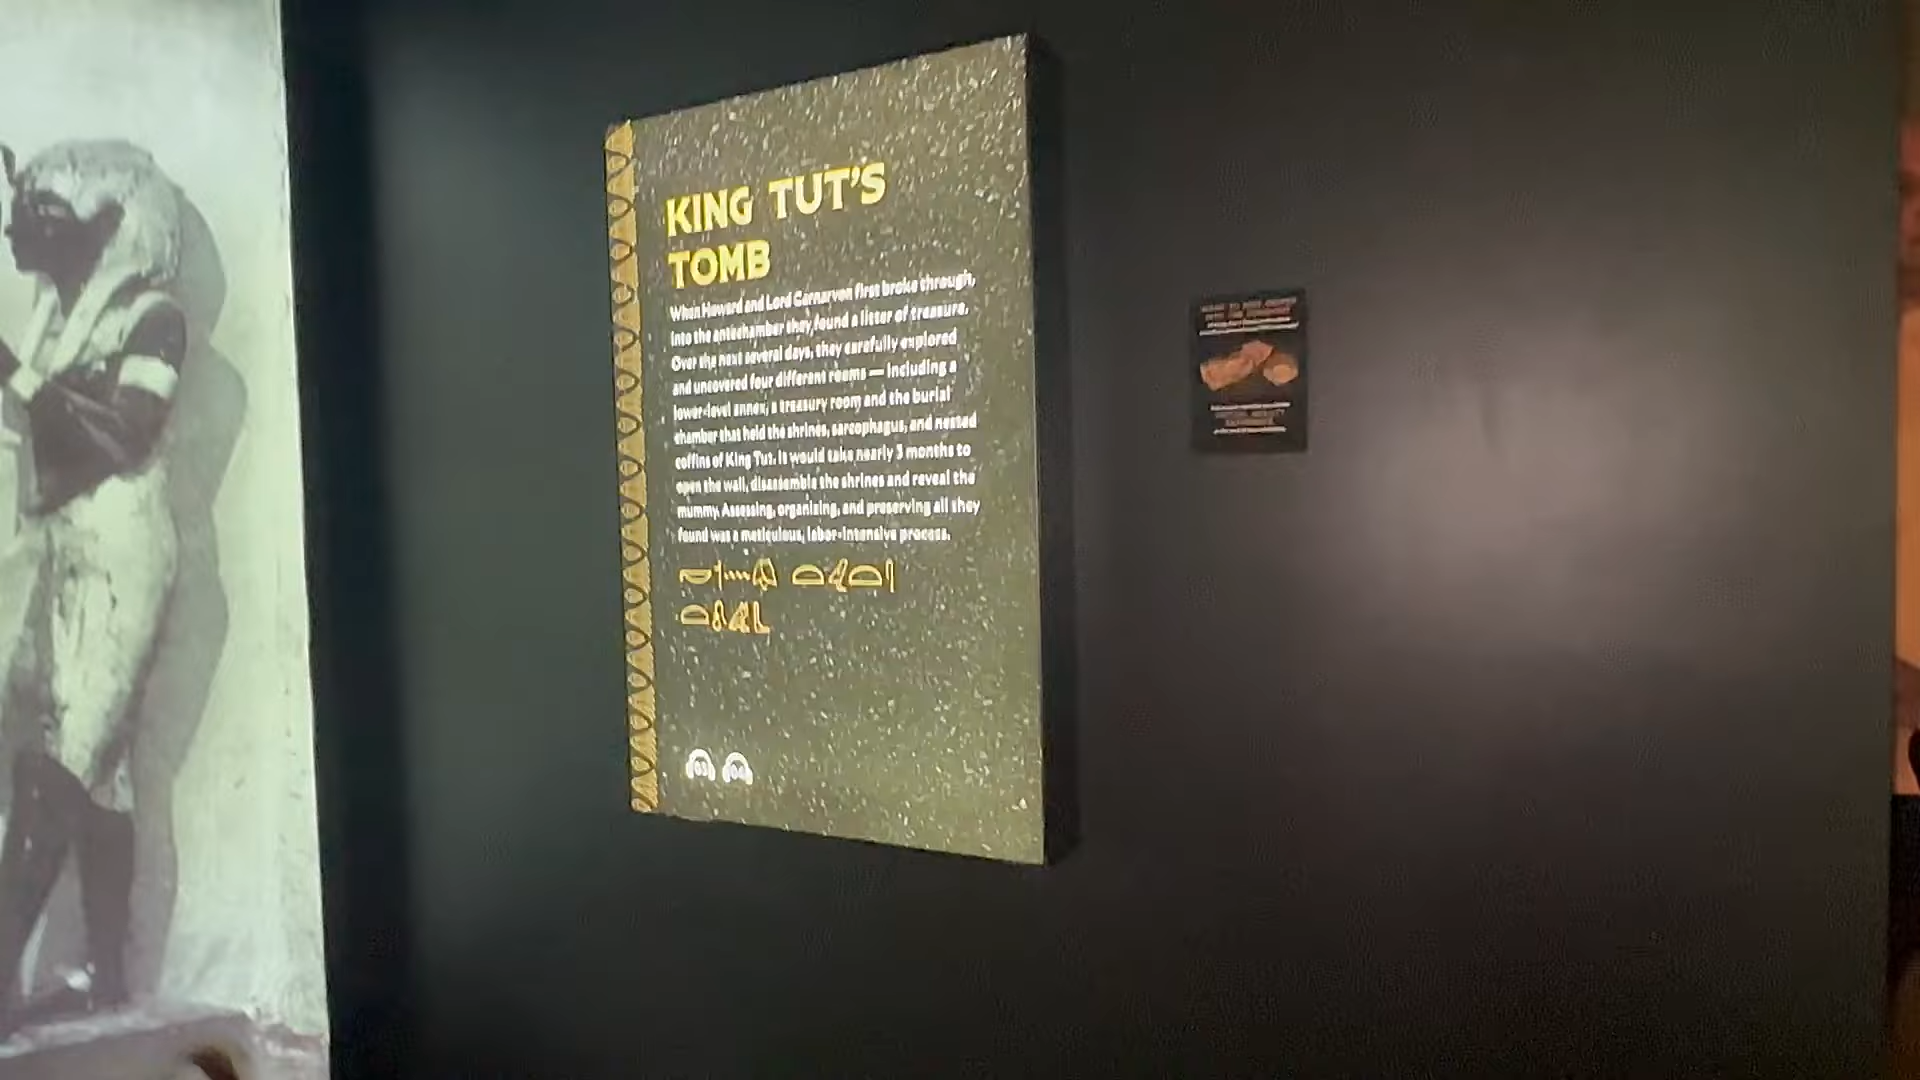 KING TUT'S
TOMB
When Howard and Lord Carnarvon first broke through,
into the antechamber they found a litter of treasure.
Over the next several days, they carefully explored
and uncovered four different rooms — including a
lower-level annex, a treasury room and the burial
chamber that held the shrines, sarcophagus, and nested
coffins of King Tut. It would take nearly 3 months to
open the wall, disassemble the shrines and reveal the
mummy. Assessing, organizing, and preserving all they
found was a meticulous, labor-intensive process.